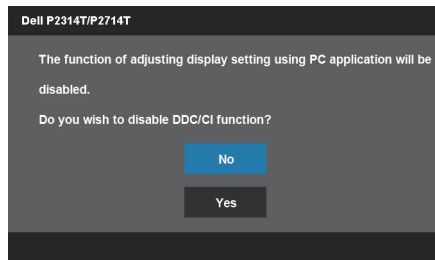 Dell P2314T/P2714T
The function of adjusting display setting using PC application will be
disabled.
Do you wish to disable DDC/CI function?
No
Yes